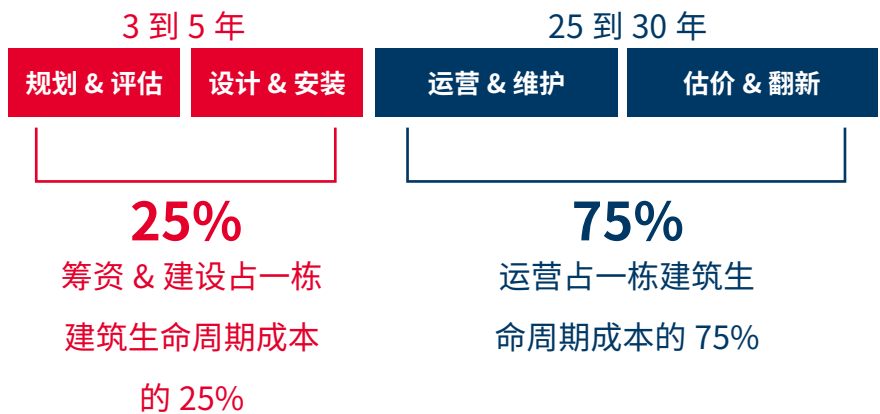 3 到 5 年
25 到 30 年
规划 & 评估
设计 & 安装
运营 & 维护
估价 & 翻新
25%
筹资 & 建设占一栋
建筑生命周期成本
的 25%
75%
运营占一栋建筑生
命周期成本的 75%